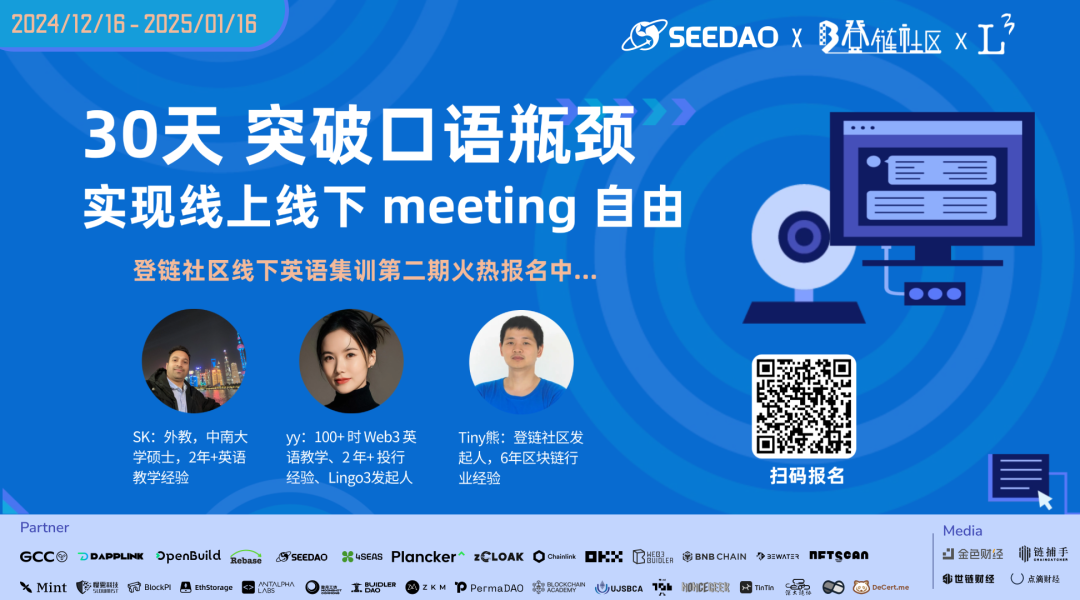 2024/12/16 - 2025/01/16
SEEDAO X 登链社区 X L3
30天 突破口语瓶颈
实现线上线下 meeting 自由
登链社区线下英语集训第二期火热报名中...
SK：外教，中南大
学硕士，2年+英语
教学经验
yy：100+ 时 Web3 英
语教学、2 年+ 投行
经验、Lingo3发起人
Tiny熊：登链社区发
起人，6年区块链行
业经验
扫码报名
Partner
GCC DAPPLINK OpenBuild Rebase SEEDAO 4SEAS Plancker zCLOAK Chainlink OKX WEB3 BUIDLER BNB CHAIN BEWATER NFTSCAN
Mint BlockPI EthStorage ANTALPHA LABS BUIDLER DAO ZKM PermaDAO BLOCKCHAIN ACADEMY UJSBCA NONCEGEEK TinTin DeCert.me
Media
金色财经 链捕手
世链财经 点滴财经